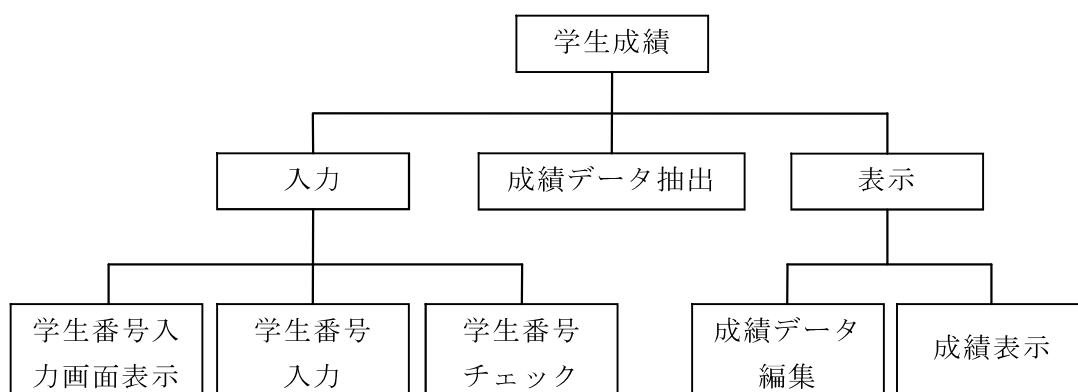 学生成績
入力
成績データ抽出
表示
学生番号入
力画面表示
学生番号
入力
学生番号
チェック
成績データ
編集
成績表示